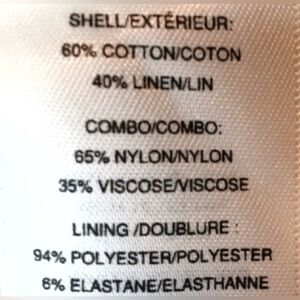 SHELL/EXTÉRIEUR:
60% COTTON/COTON
40% LINEN/LIN
COMBO/COMBO:
65% NYLON/NYLON
35% VISCOSE/VISCOSE
LINING /DOUBLURE :
94% POLYESTER/POLYESTER
6% ELASTANE/ELASTHANNE